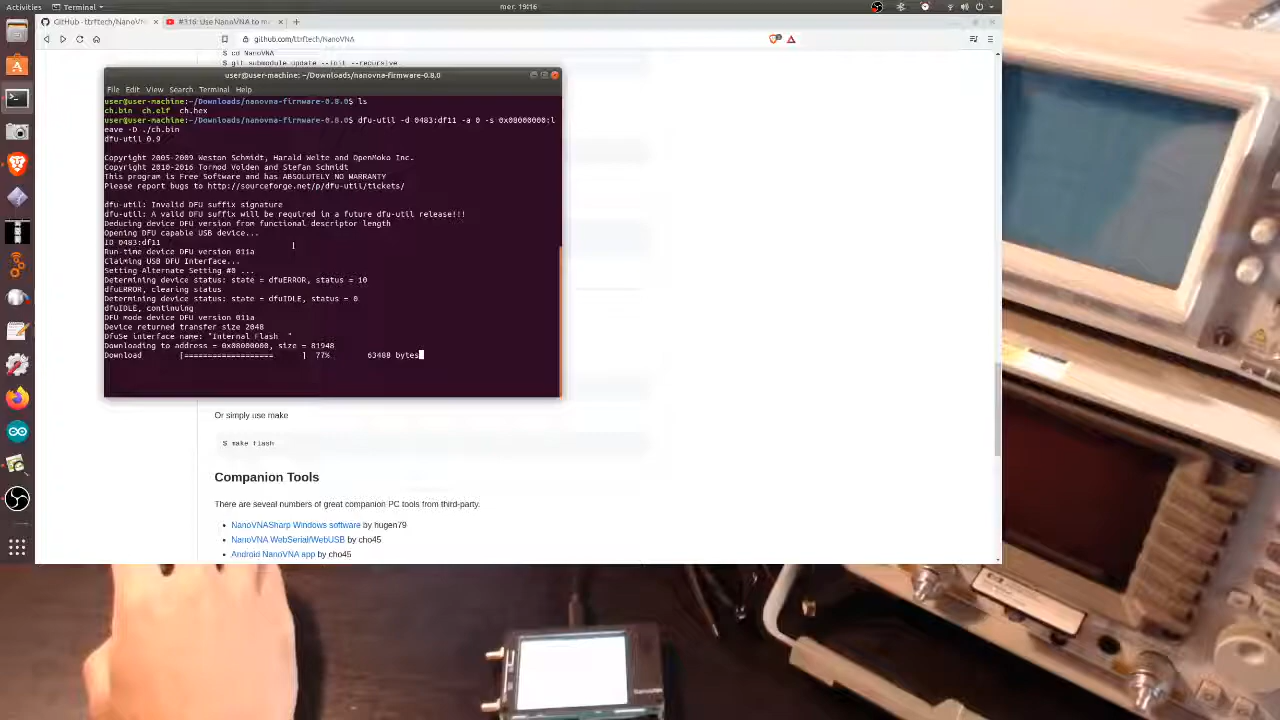 Activities
Terminal
mer. 19:16
GitHub - ttrftech/NanoVN
#316: Use NanoVNA to m
github.com/ttrftech/NanoVNA
$ cd NanoVNA
$ git submodule update --init --recursive
user@user-machine: ~/Downloads/nanovna-firmware-0.8.0
File Edit View Search Terminal Help
user@user-machine:~/Downloads/nanovna-firmware-0.8.0$ ls
ch.bin ch.elf ch.hex
user@user-machine:~/Downloads/nanovna-firmware-0.8.0$ dfu-util -d 0483:df11 -a 0 -s 0x08000000:l
eave -D ./ch.bin
dfu-util 0.9
Copyright 2005-2009 Weston Schmidt, Harald Welte and OpenMoko Inc.
Copyright 2010-2016 Tormod Volden and Stefan Schmidt
This program is Free Software and has ABSOLUTELY NO WARRANTY
Please report bugs to http://sourceforge.net/p/dfu-util/tickets/
dfu-util: Invalid DFU suffix signature
dfu-util: A valid DFU suffix will be required in a future dfu-util release!!!
Deducing device DFU version from functional descriptor length
Opening DFU capable USB device...
ID 0483:df11
Run-time device DFU version 011a
Claiming USB DFU Interface...
Setting Alternate Setting #0 ...
Determining device status: state = dfuERROR, status = 10
dfuERROR, clearing status
Determining device status: state = dfuIDLE, status = 0
dfuIDLE, continuing
DFU mode device DFU version 011a
Device returned transfer size 2048
DfuSe interface name: "Internal Flash  "
Downloading to address = 0x08000000, size = 81948
Download [=================== ] 77% 63488 bytes
Or simply use make
$ make flash
Companion Tools
There are seveal numbers of great companion PC tools from third-party.
NanoVNASharp Windows software by hugen79
NanoVNA WebSerial/WebUSB by cho45
Android NanoVNA app by cho45